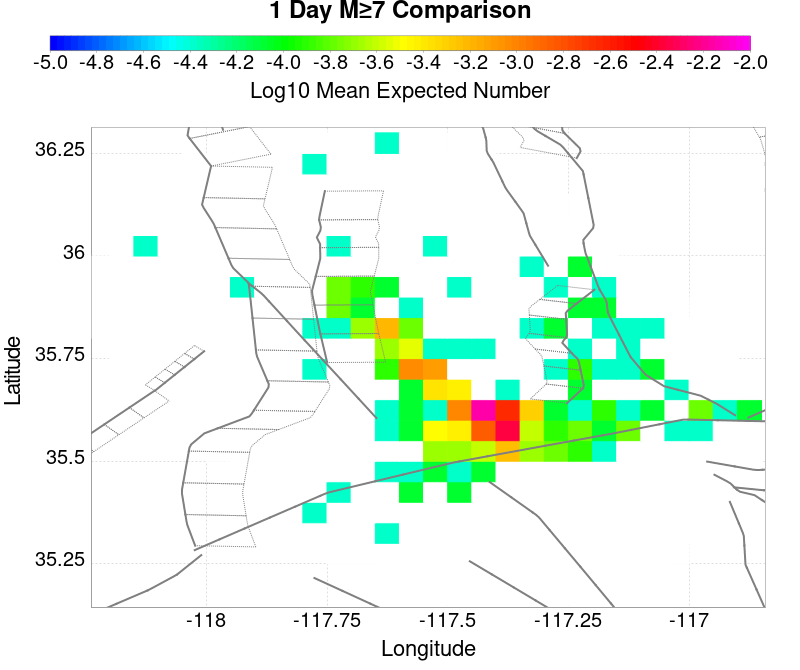 1 Day M≥7 Comparison
-5.0 -4.8 -4.6 -4.4 -4.2 -4.0 -3.8 -3.6 -3.4 -3.2 -3.0 -2.8 -2.6 -2.4 -2.2 -2.0
Log10 Mean Expected Number
36.25
36
35.75
35.5
35.25
Latitude
-118 -117.75 -117.5 -117.25 -117
Longitude